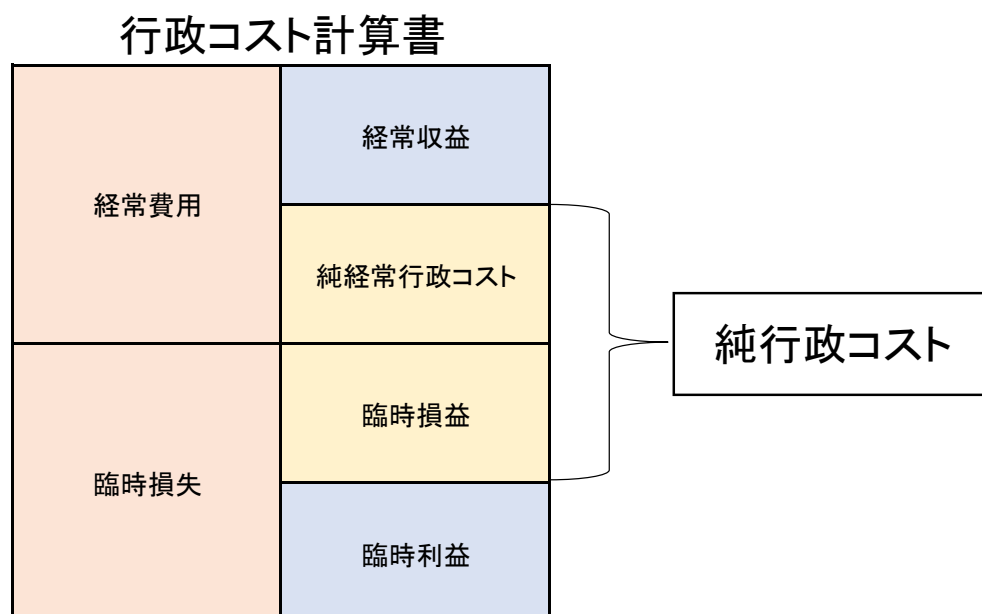 行政コスト計算書
経常費用
経常収益
純経常行政コスト
純行政コスト
臨時損失
臨時損益
臨時利益